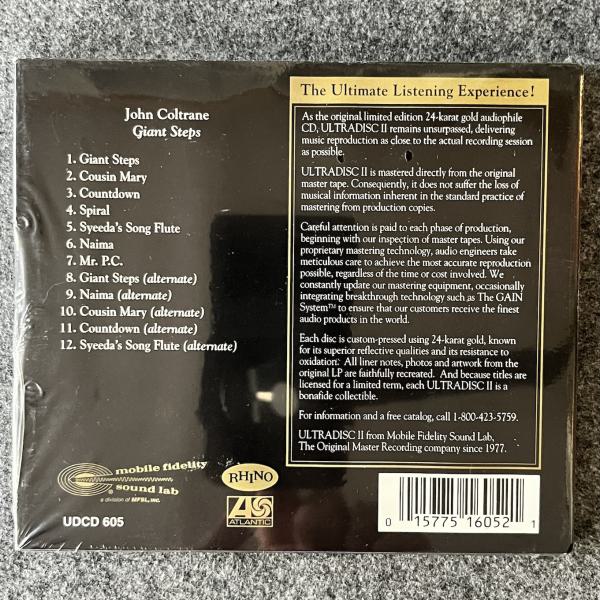 John Coltrane
Giant Steps
1. Giant Steps
2. Cousin Mary
3. Countdown
4. Spiral
5. Syeeda's Song Flute
6. Naima
7. Mr. P.C.
8. Giant Steps (alternate)
9. Naima (alternate)
10. Cousin Mary (alternate)
11. Countdown (alternate)
12. Syeeda's Song Flute (alternate)
The Ultimate Listening Experience!
As the original limited edition 24-karat gold audiophile
CD, ULTRADISC II remains unsurpassed, delivering
music reproduction as close to the actual recording session
as possible.
ULTRADISC II is mastered directly from the original
master tape. Consequently, it does not suffer the loss of
musical information inherent in the standard practice of
mastering from production copies.
Careful attention is paid to each phase of production,
beginning with our inspection of master tapes. Using our
proprietary mastering technology, audio engineers take
meticulous care to achieve the most accurate reproduction
possible, regardless of the time or cost involved. We
constantly update our mastering equipment, occasionally
integrating breakthrough technology such as The GAIN
System™ to ensure that our customers receive the finest
audio products in the world.
Each disc is custom-pressed using 24-karat gold, known
for its superior reflective qualities and its resistance to
oxidation. All liner notes, photos and artwork from the
original LP are faithfully recreated. And because titles are
licensed for a limited term, each ULTRADISC II is a
bonafide collectible.
For information and a free catalog, call 1-800-423-5759.
ULTRADISC II from Mobile Fidelity Sound Lab,
The Original Master Recording company since 1977.
mobile fidelity
sound lab
a division of MFSL, INC.
UDCD 605
RHINO
ATLANTIC
0 15775 16052 1